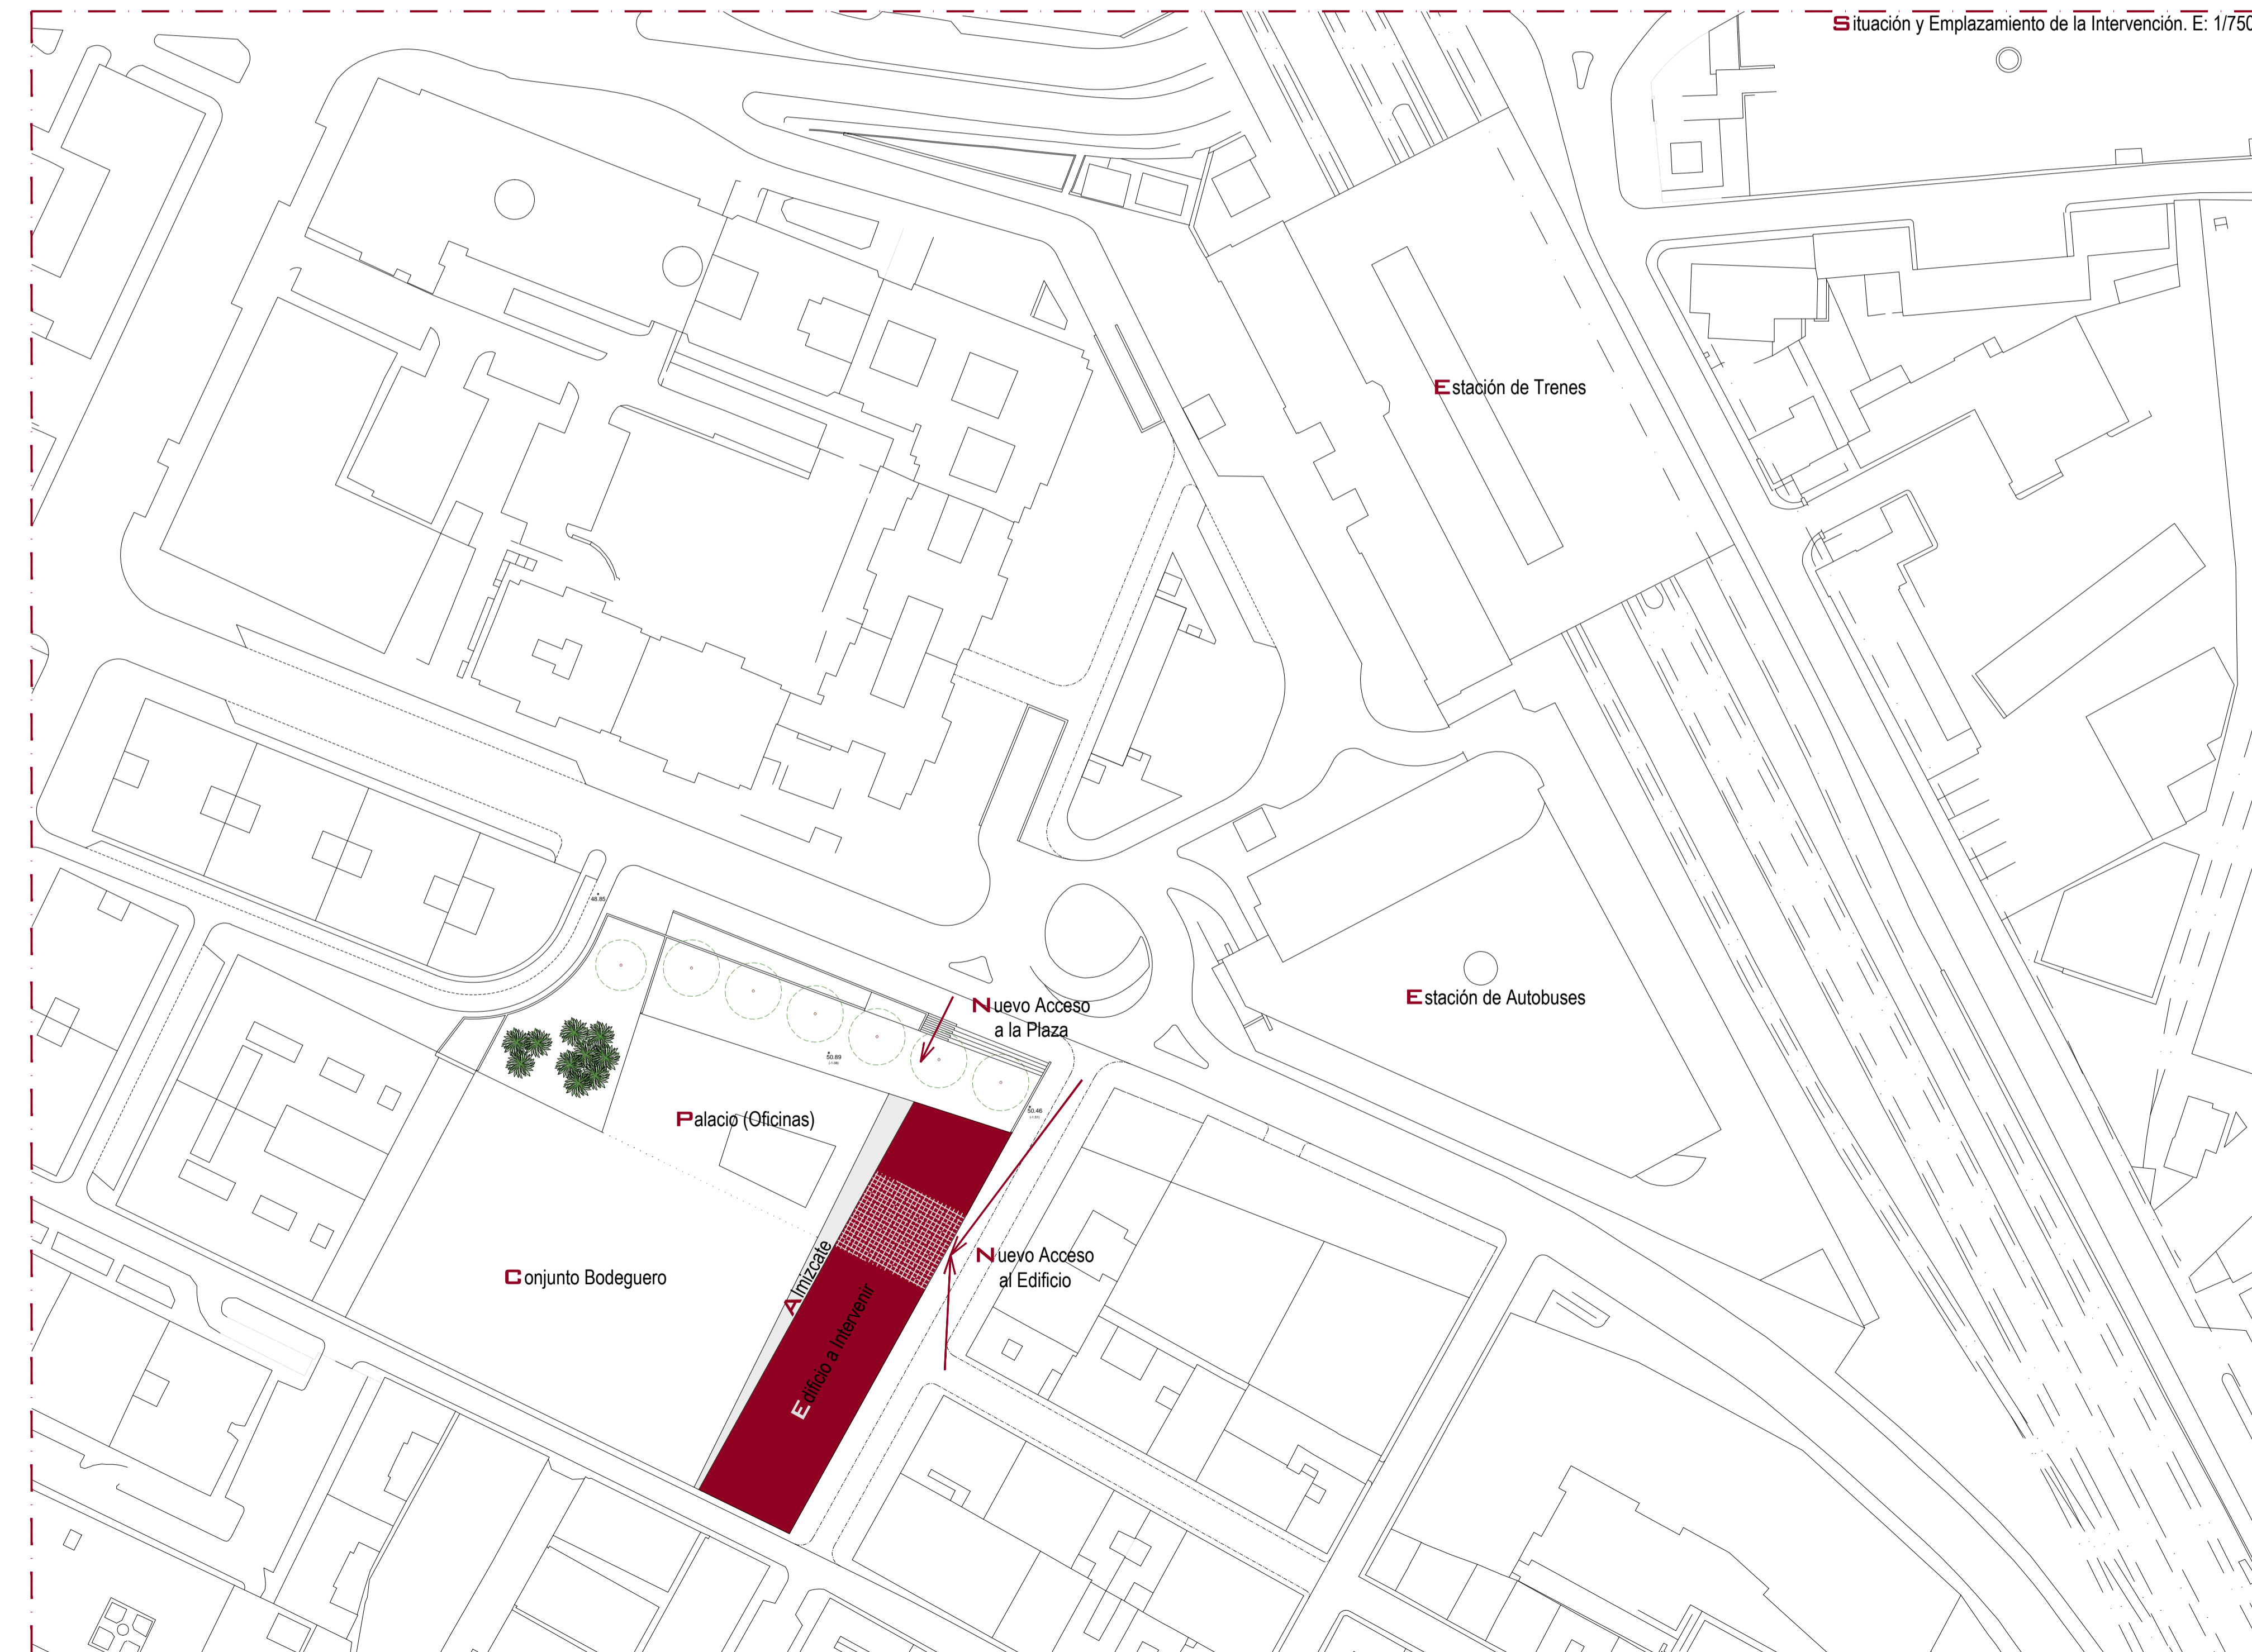 Situación y Emplazamiento de la Intervención. E: 1/750
Estación de Trenes
48.85
Nuevo Acceso
a la Plaza
Estación de Autobuses
50.89
50.46
Palacio (Oficinas)
Nuevo Acceso
al Edificio
Conjunto Bodeguero
Almizcate
Edificio a Intervenir